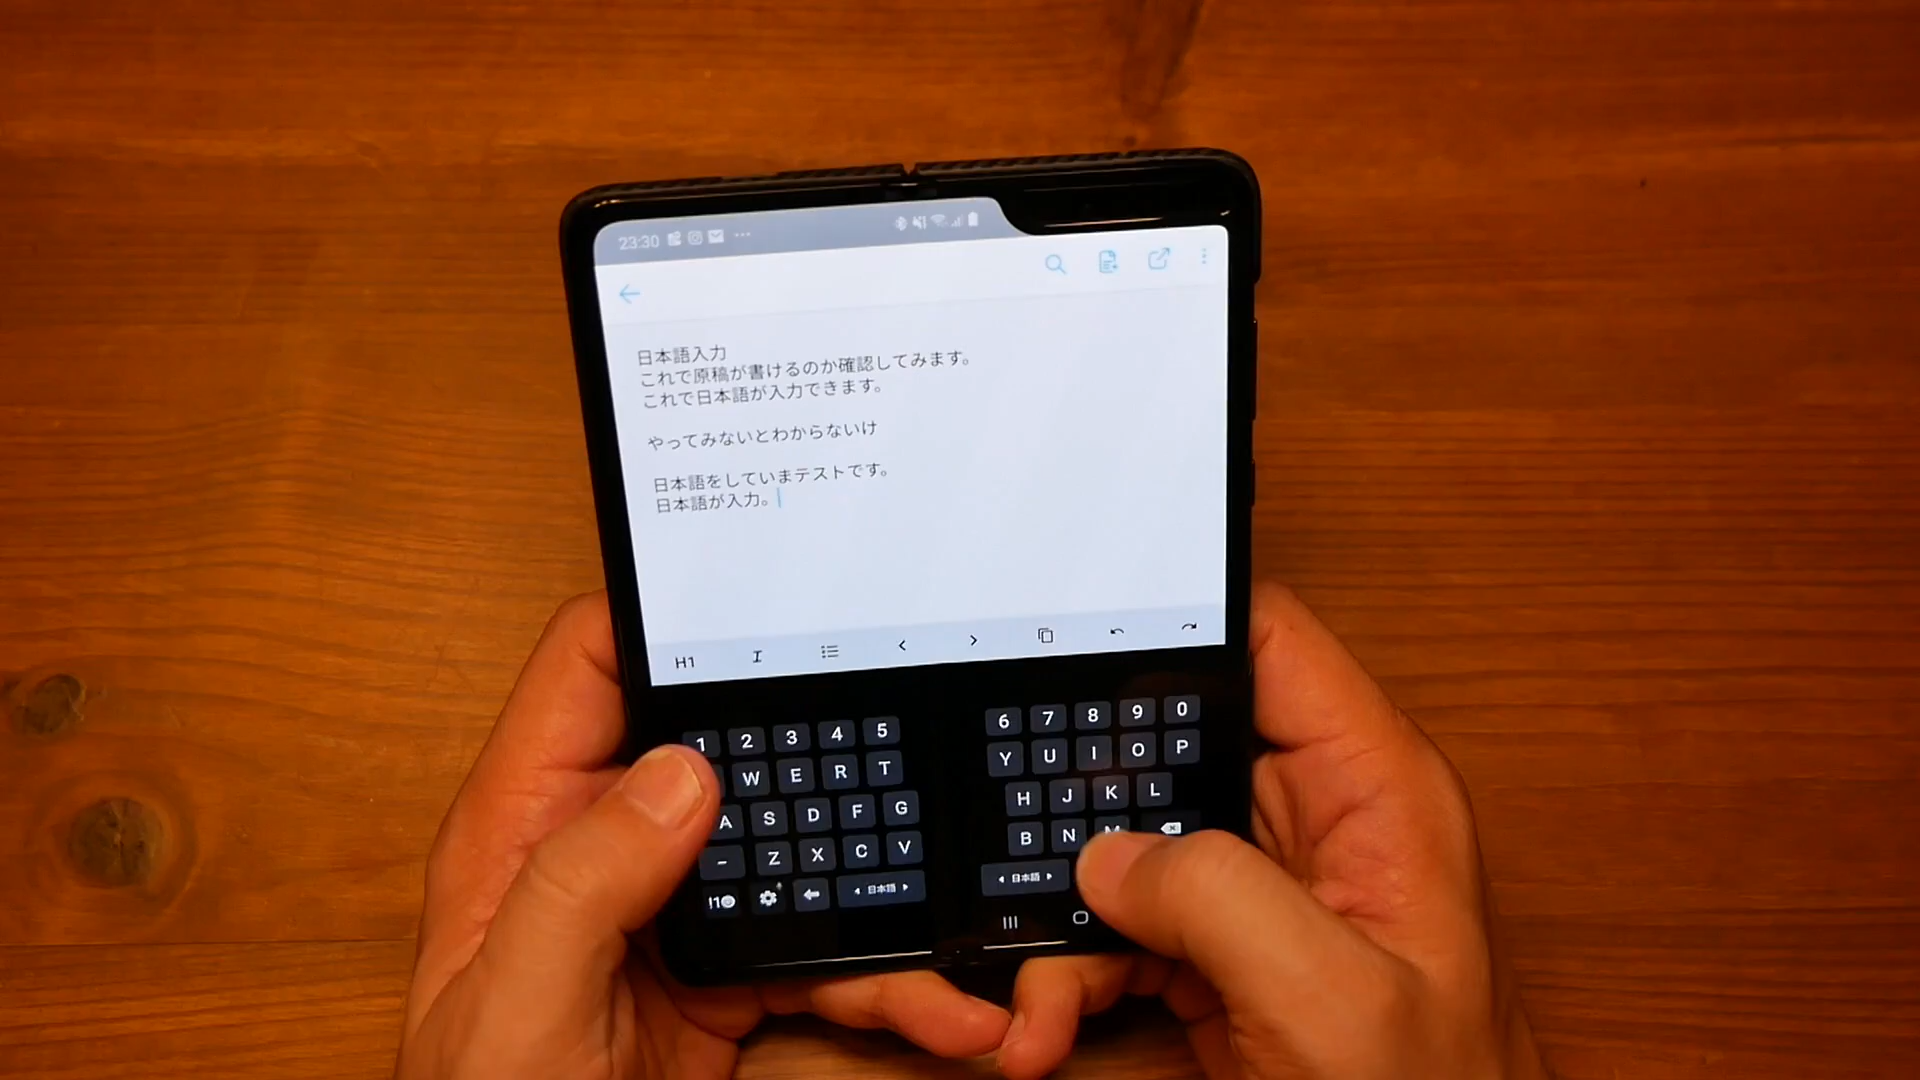 23:30
日本語入力
これで原稿が書けるのか確認してみます。
これで日本語が入力できます。
やってみないとわからないけ
日本語をしていまテストです。
日本語が入力。
H1 I
1 2 3 4 5 6 7 8 9 0
W E R T Y U I O P
A S D F G H J K L
- Z X C V B N M
!1 日本語 日本語